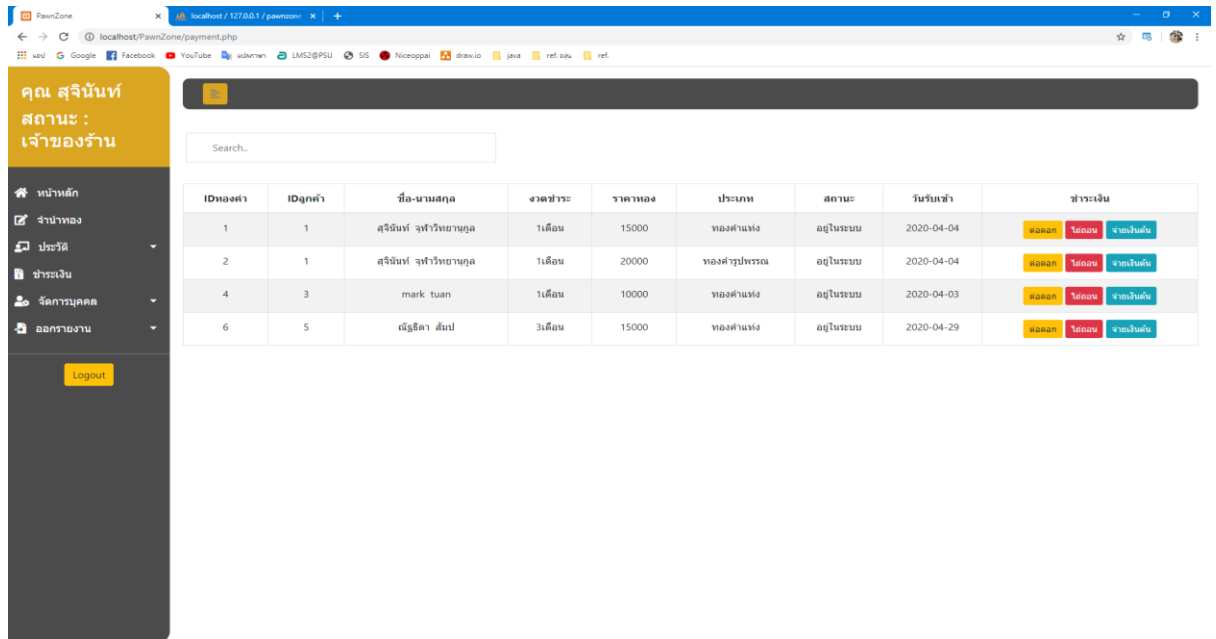 PawnZone
localhost / 127.0.0.1 / pawnzone
localhost/PawnZone/payment.php
แอป Google Facebook YouTube แปลภาษา LMS2@PSU SIS Niceoppai draw.io java ref.อุ่น ref.
คุณ สุจินันท์
สถานะ :
เจ้าของร้าน
Search..
หน้าหลัก
จำนำทอง
ประวัติ
ชำระเงิน
จัดการบุคคล
ออกรายงาน
Logout
IDทองคำ IDลูกค้า ชื่อ-นามสกุล งวดชำระ ราคาทอง ประเภท สถานะ วันรับเข้า ชำระเงิน
1 1 สุจินันท์ จุฬาวิทยานุกูล 1เดือน 15000 ทองคำแท่ง อยู่ในระบบ 2020-04-04 ต่อดอก ไถ่ถอน จ่ายเงินต้น
2 1 สุจินันท์ จุฬาวิทยานุกูล 1เดือน 20000 ทองคำรูปพรรณ อยู่ในระบบ 2020-04-04 ต่อดอก ไถ่ถอน จ่ายเงินต้น
4 3 mark tuan 1เดือน 10000 ทองคำแท่ง อยู่ในระบบ 2020-04-03 ต่อดอก ไถ่ถอน จ่ายเงินต้น
6 5 ณัฐธิดา สัมป 3เดือน 15000 ทองคำแท่ง อยู่ในระบบ 2020-04-29 ต่อดอก ไถ่ถอน จ่ายเงินต้น